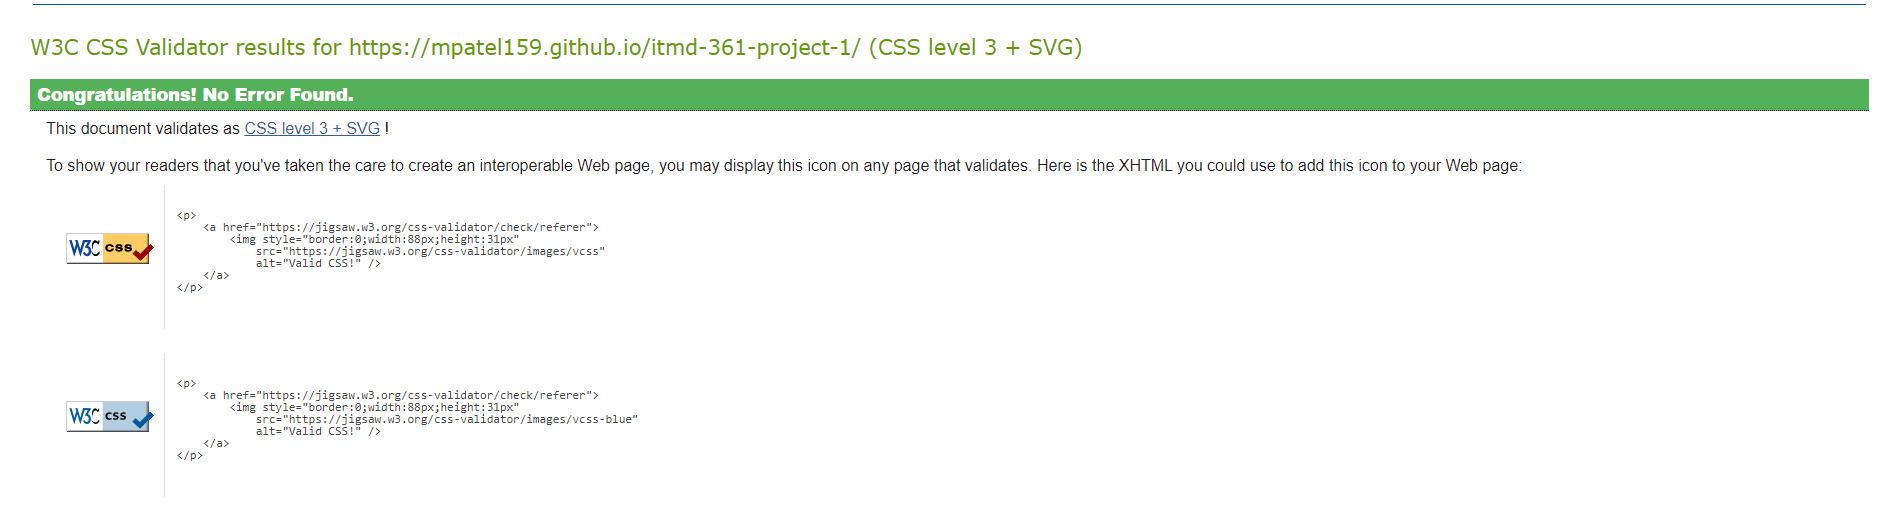 W3C CSS Validator results for https://mpatel159.github.io/itmd-361-project-1/ (CSS level 3 + SVG)
Congratulations! No Error Found.
This document validates as CSS level 3 + SVG !
To show your readers that you've taken the care to create an interoperable Web page, you may display this icon on any page that validates. Here is the XHTML you could use to add this icon to your Web page:
W3C css
<p>
    <a href="https://jigsaw.w3.org/css-validator/check/referer">
        <img style="border:0;width:88px;height:31px"
            src="https://jigsaw.w3.org/css-validator/images/vcss"
            alt="Valid CSS!" />
    </a>
</p>
W3C css
<p>
    <a href="https://jigsaw.w3.org/css-validator/check/referer">
        <img style="border:0;width:88px;height:31px"
            src="https://jigsaw.w3.org/css-validator/images/vcss-blue"
            alt="Valid CSS!" />
    </a>
</p>